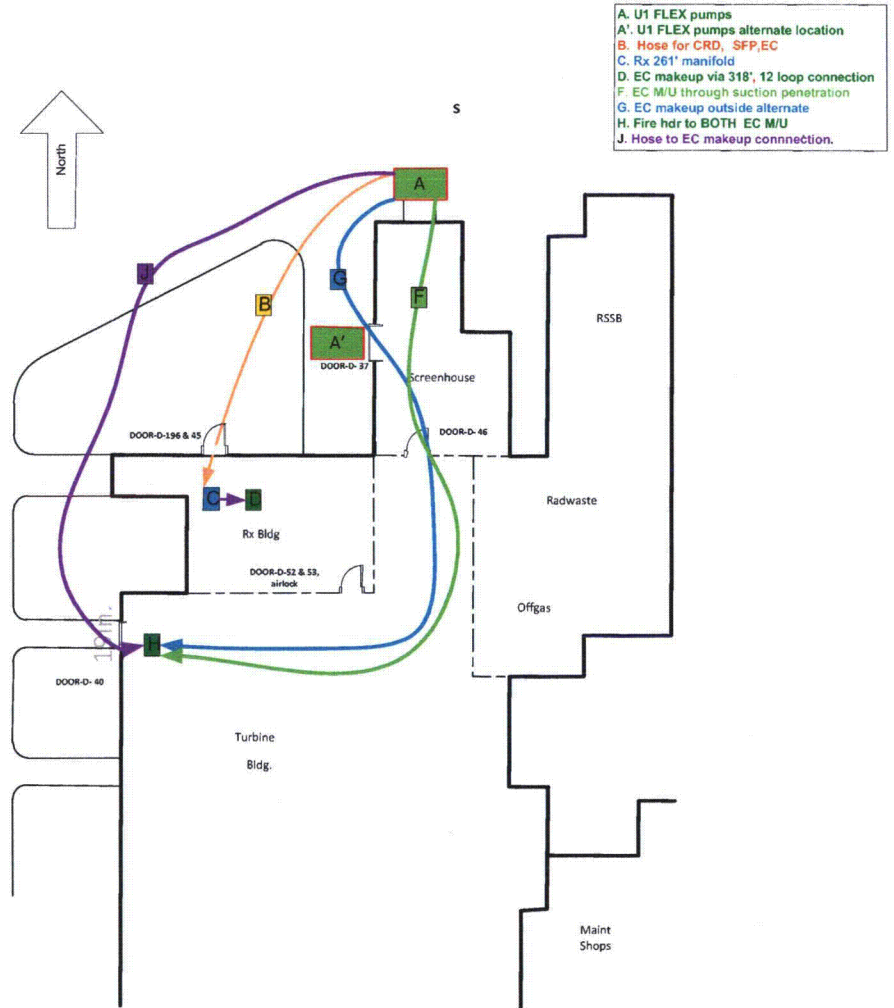 A. U1 FLEX pumps
A'. U1 FLEX pumps alternate location
B. Hose for CRD, SFP,EC
C. Rx 261' manifold
D. EC makeup via 318', 12 loop connection
F. EC M/U through suction penetration
G. EC makeup outside alternate
H. Fire hdr to BOTH EC M/U
J. Hose to EC makeup connnection.
North
S
A
J
G
B
F
A'
RSSB
DOOR-D- 37
Screenhouse
DOOR-D-196 & 45
DOOR-D- 46
C
D
Radwaste
Rx Bldg
DOOR-D-52 & 53,
airlock
Offgas
H
DOOR-D- 40
Turbine
Bldg.
Maint
Shops